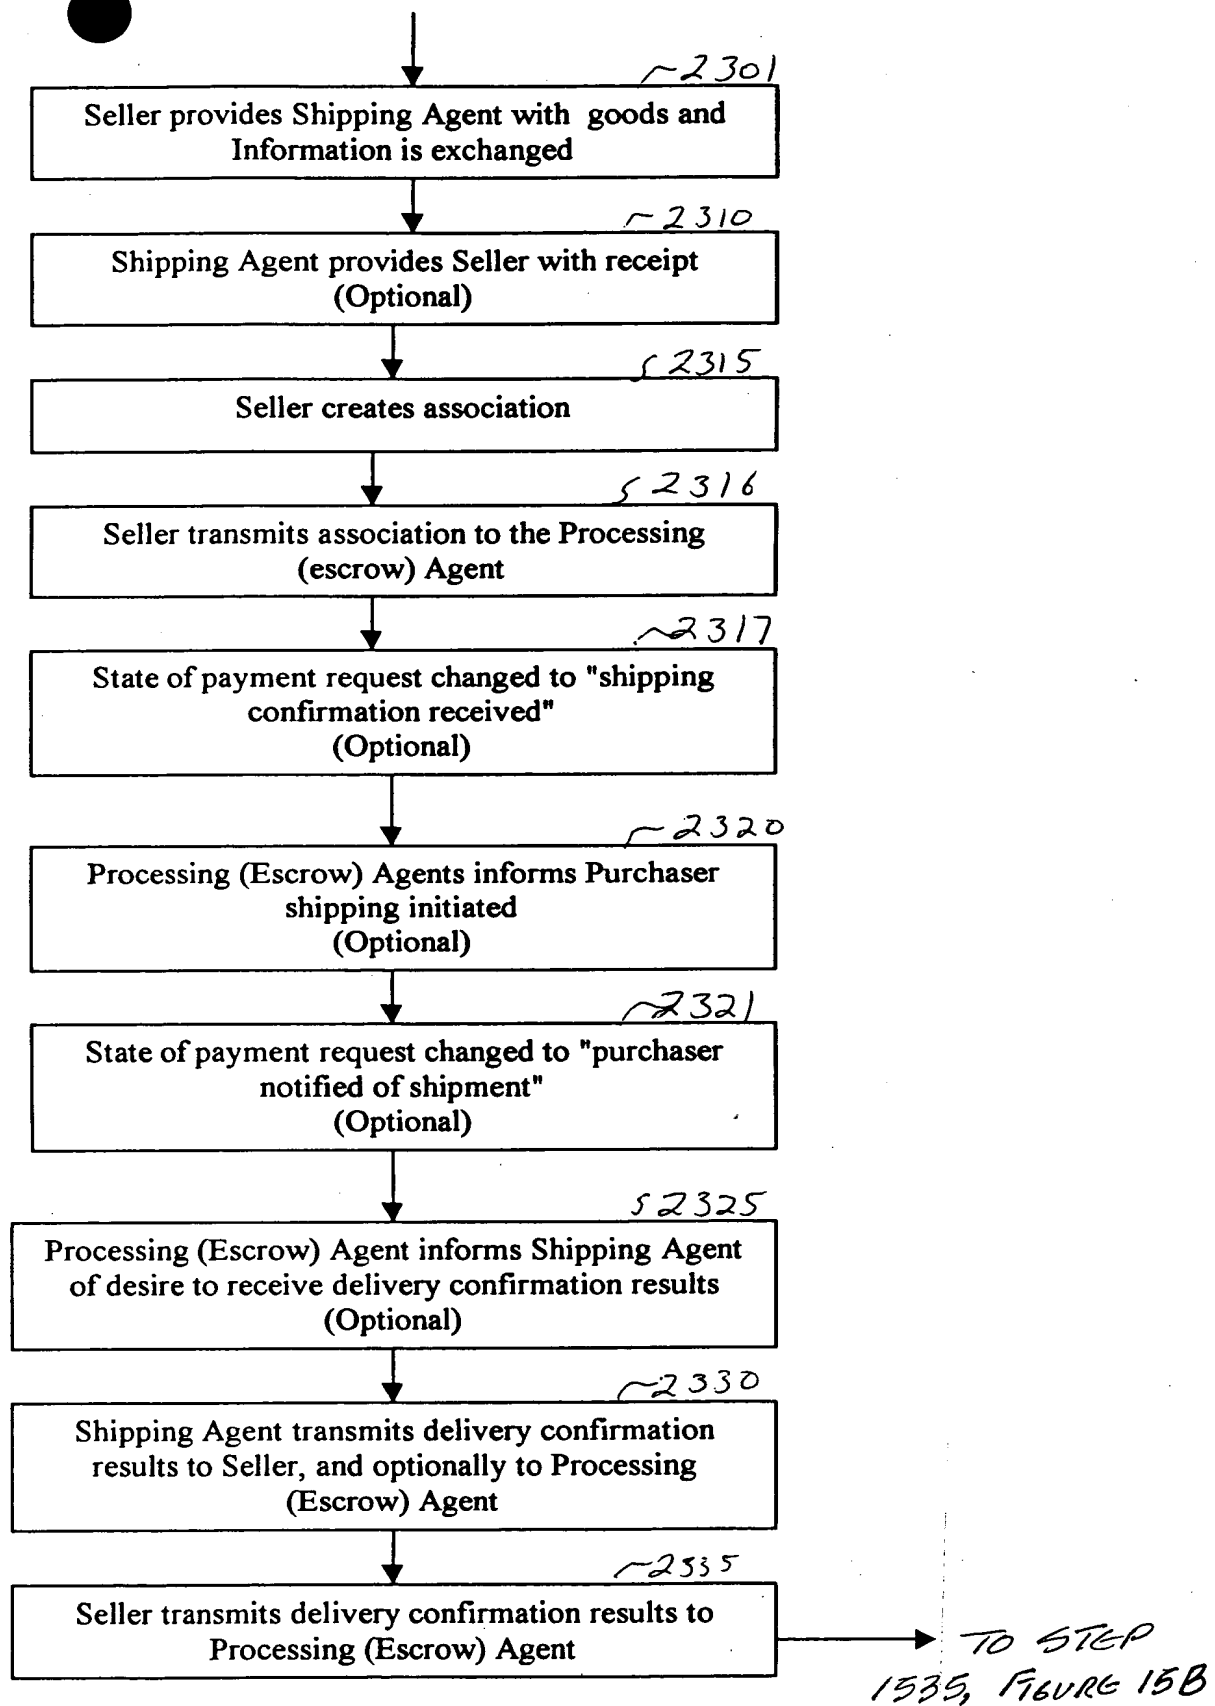 2301
Seller provides Shipping Agent with goods and
Information is exchanged
2310
Shipping Agent provides Seller with receipt
(Optional)
2315
Seller creates association
2316
Seller transmits association to the Processing
(escrow) Agent
2317
State of payment request changed to "shipping
confirmation received"
(Optional)
2320
Processing (Escrow) Agents informs Purchaser
shipping initiated
(Optional)
2321
State of payment request changed to "purchaser
notified of shipment"
(Optional)
2325
Processing (Escrow) Agent informs Shipping Agent
of desire to receive delivery confirmation results
(Optional)
2330
Shipping Agent transmits delivery confirmation
results to Seller, and optionally to Processing
(Escrow) Agent
2335
Seller transmits delivery confirmation results to
Processing (Escrow) Agent
TO STEP
1535, FIGURE 15B